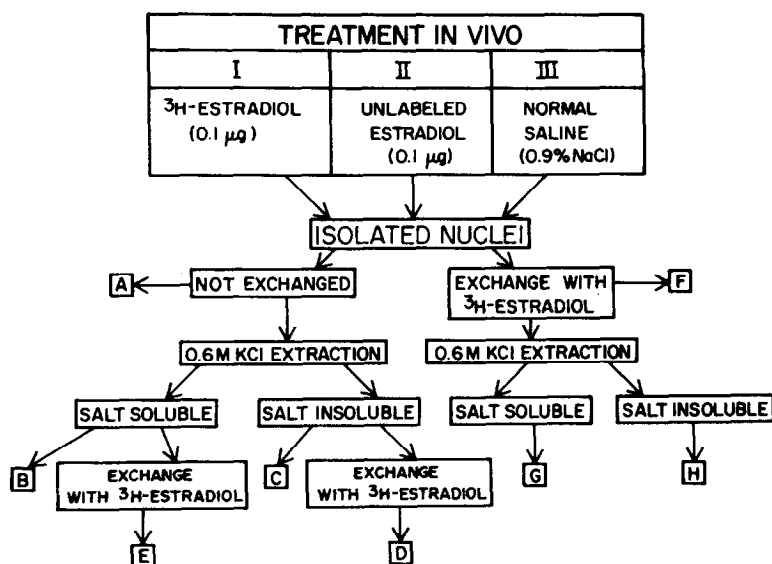 TREATMENT IN VIVO
I II III
³H-ESTRADIOL UNLABELED NORMAL
(0.1 µg) ESTRADIOL SALINE
(0.1 µg) (0.9% NaCl)
ISOLATED NUCLEI
A NOT EXCHANGED EXCHANGE WITH F
³H-ESTRADIOL
0.6M KCl EXTRACTION 0.6M KCl EXTRACTION
SALT SOLUBLE SALT INSOLUBLE SALT SOLUBLE SALT INSOLUBLE
B EXCHANGE C EXCHANGE G H
WITH ³H-ESTRADIOL WITH ³H-ESTRADIOL
E D